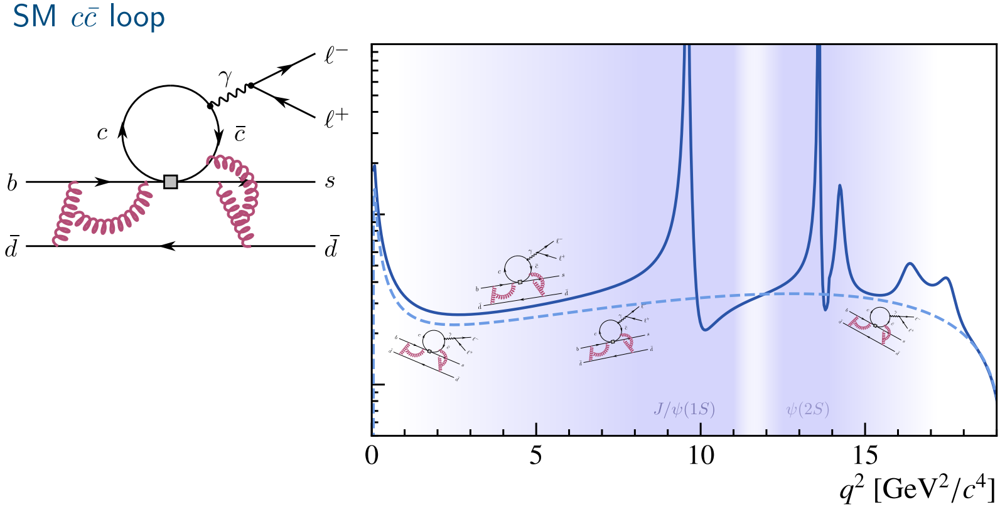 SM cc̄ loop
γ
ℓ⁻
ℓ⁺
c
c̄
b
s
d̄
d̄
b
d̄
c
γ
c̄
ℓ⁻
ℓ⁺
s
d̄
b
d̄
c
γ
c̄
ℓ⁻
ℓ⁺
s
d̄
b
d̄
c
γ
c̄
s
d̄
b
d̄
c
γ
c̄
ℓ⁻
ℓ⁺
s
d̄
J/ψ(1S)
ψ(2S)
0
5
10
15
q² [GeV²/c⁴]